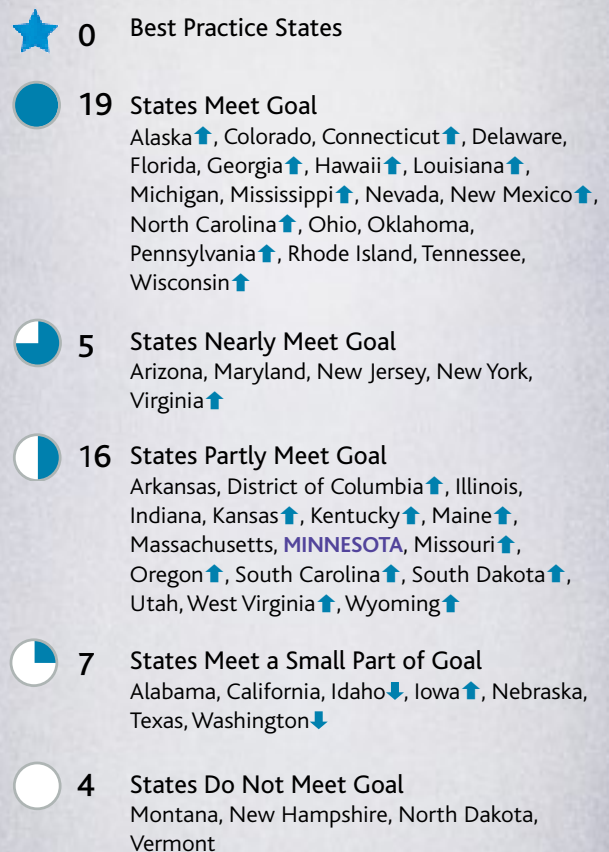 0 Best Practice States
19 States Meet Goal
Alaska⬆, Colorado, Connecticut⬆, Delaware,
Florida, Georgia⬆, Hawaii⬆, Louisiana⬆,
Michigan, Mississippi⬆, Nevada, New Mexico⬆,
North Carolina⬆, Ohio, Oklahoma,
Pennsylvania⬆, Rhode Island, Tennessee,
Wisconsin⬆
5 States Nearly Meet Goal
Arizona, Maryland, New Jersey, New York,
Virginia⬆
16 States Partly Meet Goal
Arkansas, District of Columbia⬆, Illinois,
Indiana, Kansas⬆, Kentucky⬆, Maine⬆,
Massachusetts, MINNESOTA, Missouri⬆,
Oregon⬆, South Carolina⬆, South Dakota⬆,
Utah, West Virginia⬆, Wyoming⬆
7 States Meet a Small Part of Goal
Alabama, California, Idaho⬇, Iowa⬆, Nebraska,
Texas, Washington⬇
4 States Do Not Meet Goal
Montana, New Hampshire, North Dakota,
Vermont